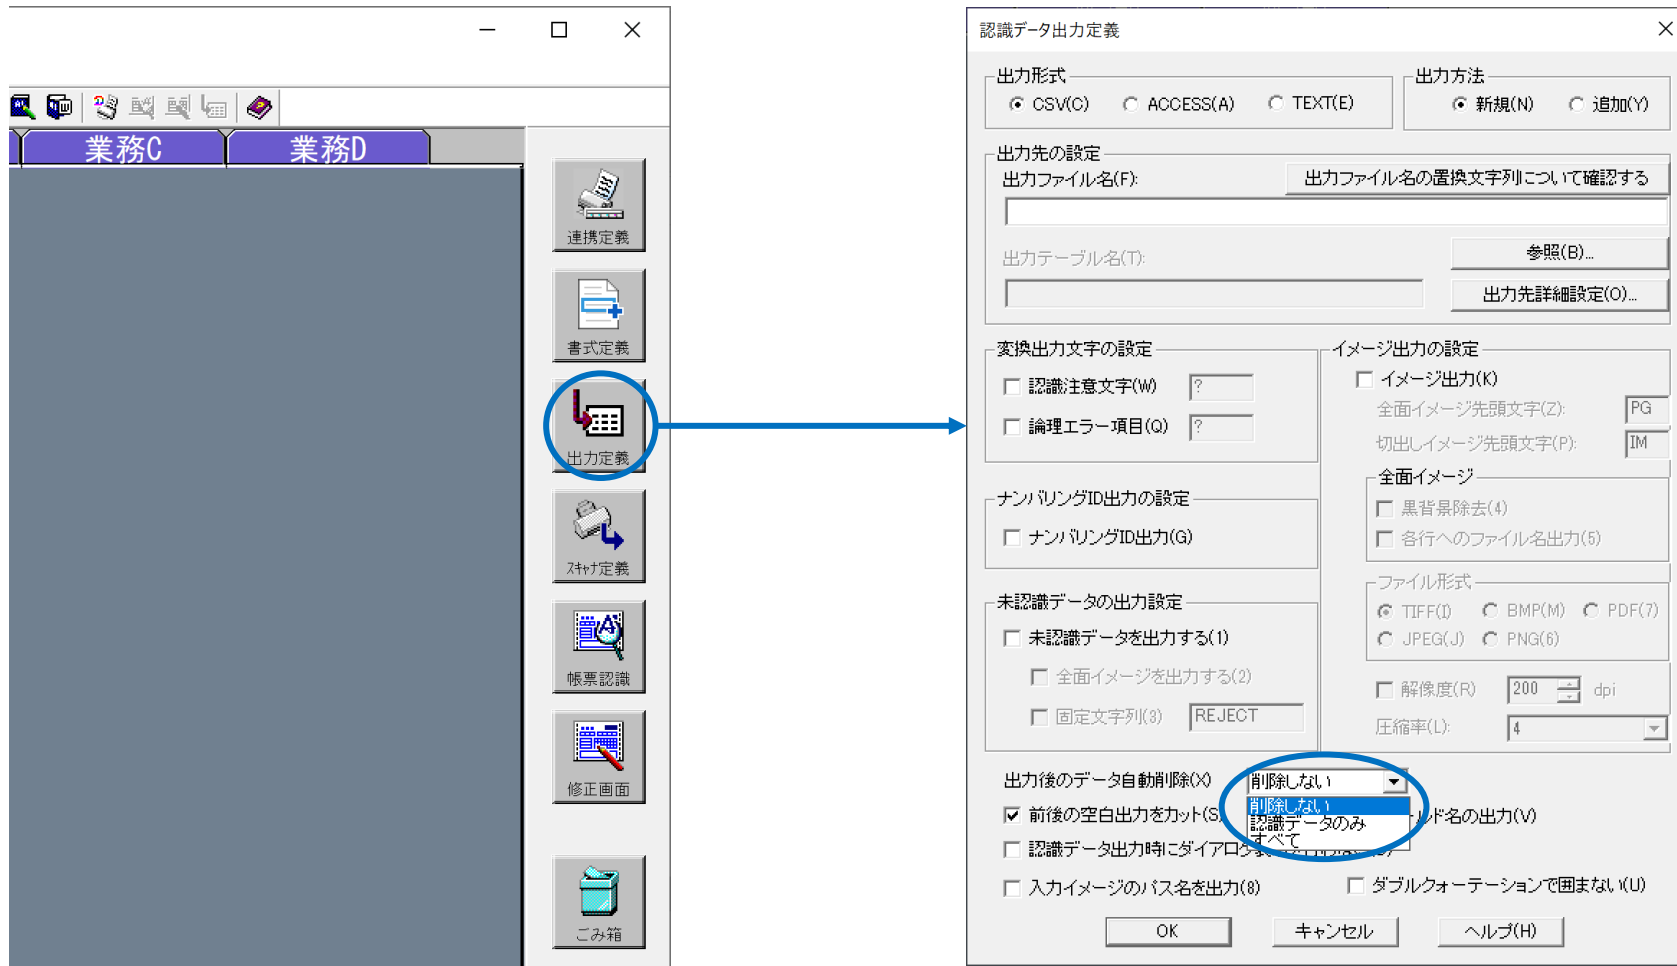 業務C
業務D
連携定義
書式定義
出力定義
ｽｷｬﾅ定義
帳票認識
修正画面
ごみ箱
認識データ出力定義
出力形式
CSV(C)
ACCESS(A)
TEXT(E)
出力方法
新規(N)
追加(Y)
出力先の設定
出力ファイル名(F):
出力ファイル名の置換文字列について確認する
出力テーブル名(T):
参照(B)...
出力先詳細設定(O)...
変換出力文字の設定
認識注意文字(W)
?
論理エラー項目(Q)
?
ナンバリングID出力の設定
ナンバリングID出力(G)
未認識データの出力設定
未認識データを出力する(1)
全面イメージを出力する(2)
固定文字列(3)
REJECT
イメージ出力の設定
イメージ出力(K)
全面イメージ先頭文字(Z):
PG
切出しイメージ先頭文字(P):
IM
全面イメージ
黒背景除去(4)
各行へのファイル名出力(5)
ファイル形式
TIFF(I)
BMP(M)
PDF(7)
JPEG(J)
PNG(6)
解像度(R)
200
dpi
圧縮率(L):
4
出力後のデータ自動削除(X)
削除しない
削除しない
認識データのみ
すべて
前後の空白出力をカット(S)
ルド名の出力(V)
認識データ出力時にダイアログ
入力イメージのパス名を出力(8)
ダブルクォーテーションで囲まない(U)
OK
キャンセル
ヘルプ(H)